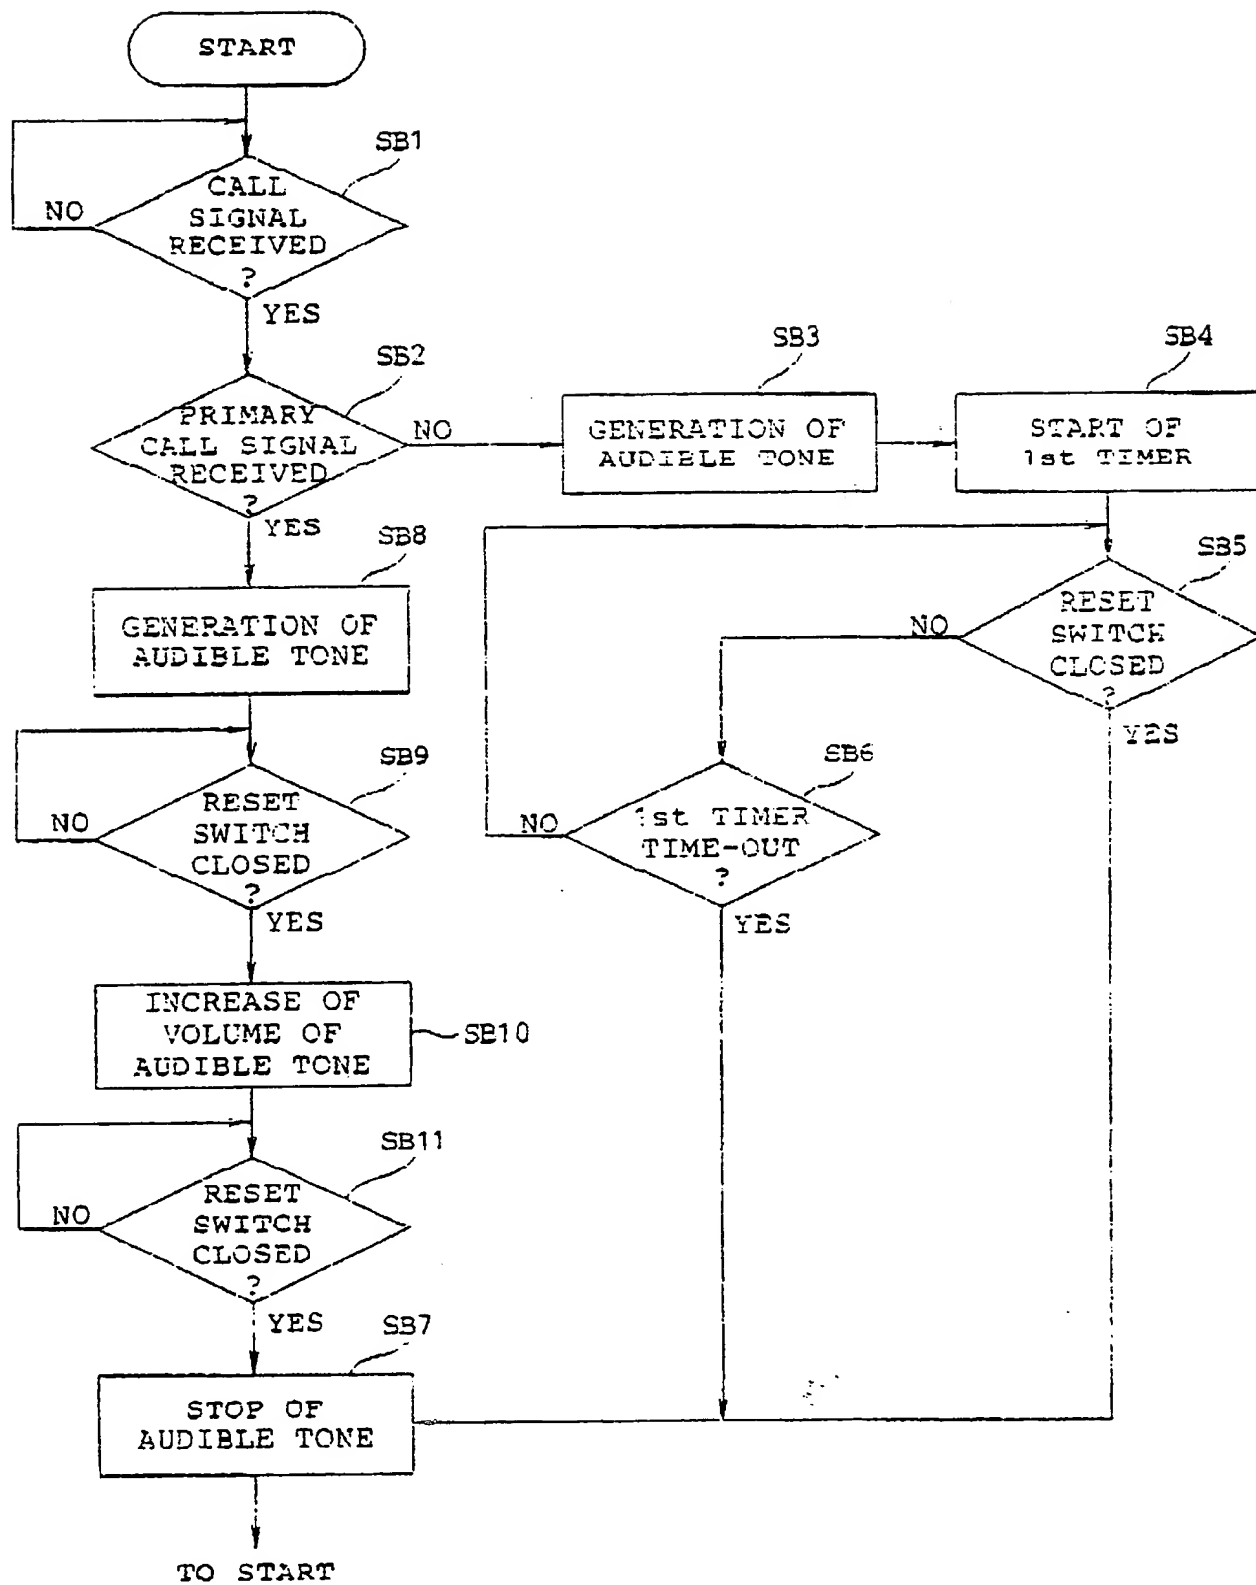 START
SB1
CALL
SIGNAL
RECEIVED
?
NO
YES
SB2
PRIMARY
CALL SIGNAL
RECEIVED
?
NO
YES
SB3
GENERATION OF
AUDIBLE TONE
SB4
START OF
1st TIMER
SB5
RESET
SWITCH
CLOSED
?
NO
YES
SB6
1st TIMER
TIME-OUT
?
NO
YES
SB8
GENERATION OF
AUDIBLE TONE
SB9
RESET
SWITCH
CLOSED
?
NO
YES
INCREASE OF
VOLUME OF
AUDIBLE TONE
SB10
SB11
RESET
SWITCH
CLOSED
?
NO
YES
SB7
STOP OF
AUDIBLE TONE
TO START